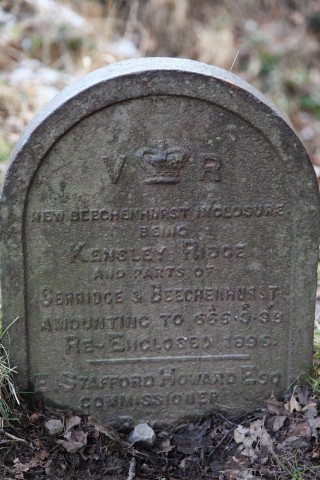 V R
NEW BEECHENHURST INCLOSURE
BEING
KENSLEY RIDGE
AND PARTS OF
SERRIDGE & BEECHENHURST
AMOUNTING TO
RE-ENCLOSED 1896.
E. STAFFORD HOWARD ESQ
COMMISSIONER